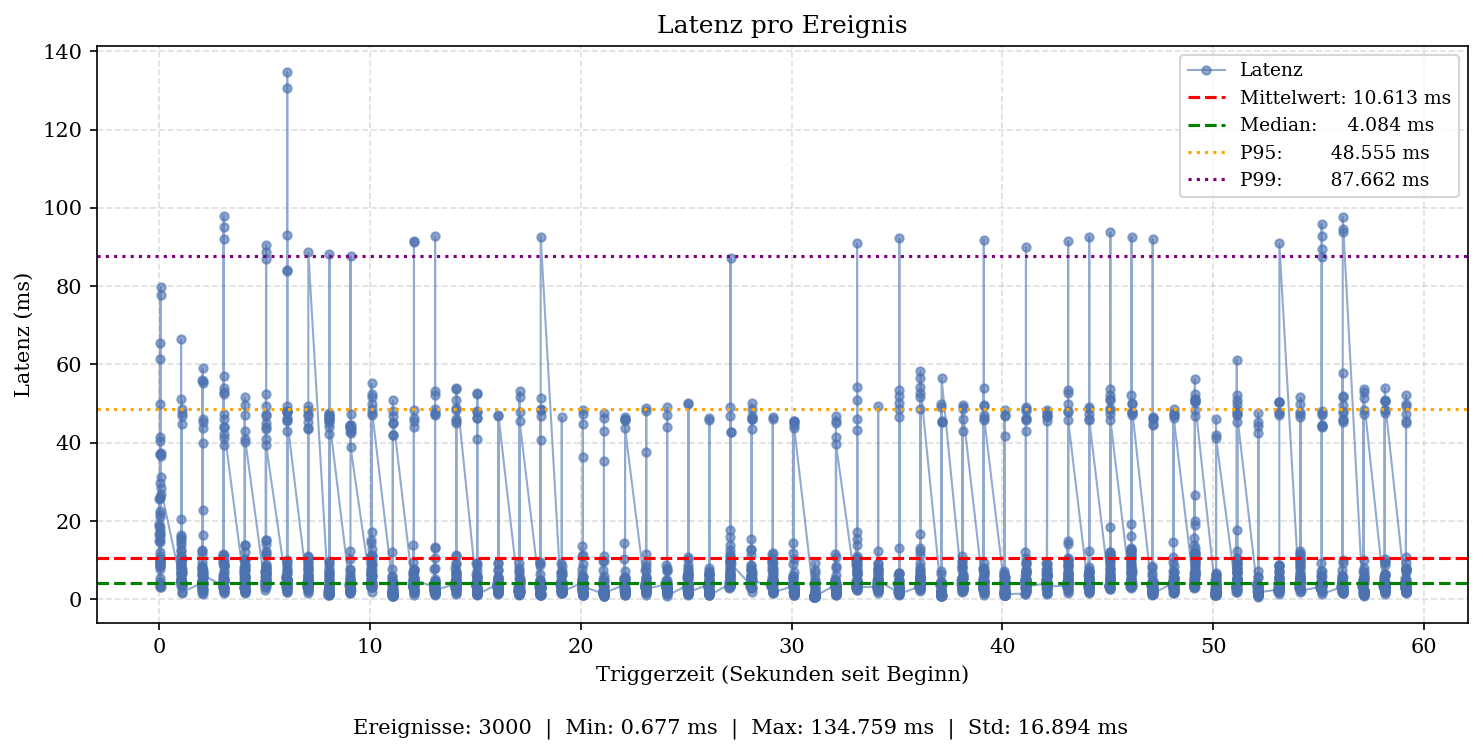 Latenz pro Ereignis
140
120
100
80
60
40
20
0
Latenz (ms)
Latenz
Mittelwert: 10.613 ms
Median: 4.084 ms
P95: 48.555 ms
P99: 87.662 ms
0 10 20 30 40 50 60
Triggerzeit (Sekunden seit Beginn)
Ereignisse: 3000 | Min: 0.677 ms | Max: 134.759 ms | Std: 16.894 ms